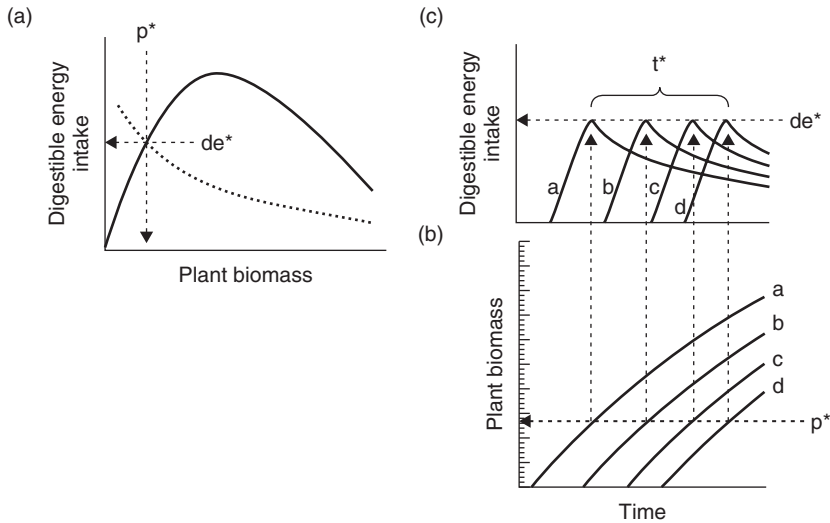 (a)
p*
Digestible energy
intake
de*
Plant biomass
(c)
t*
Digestible energy
intake
de*
a
b
c
d
(b)
Plant biomass
a
b
c
d
p*
Time